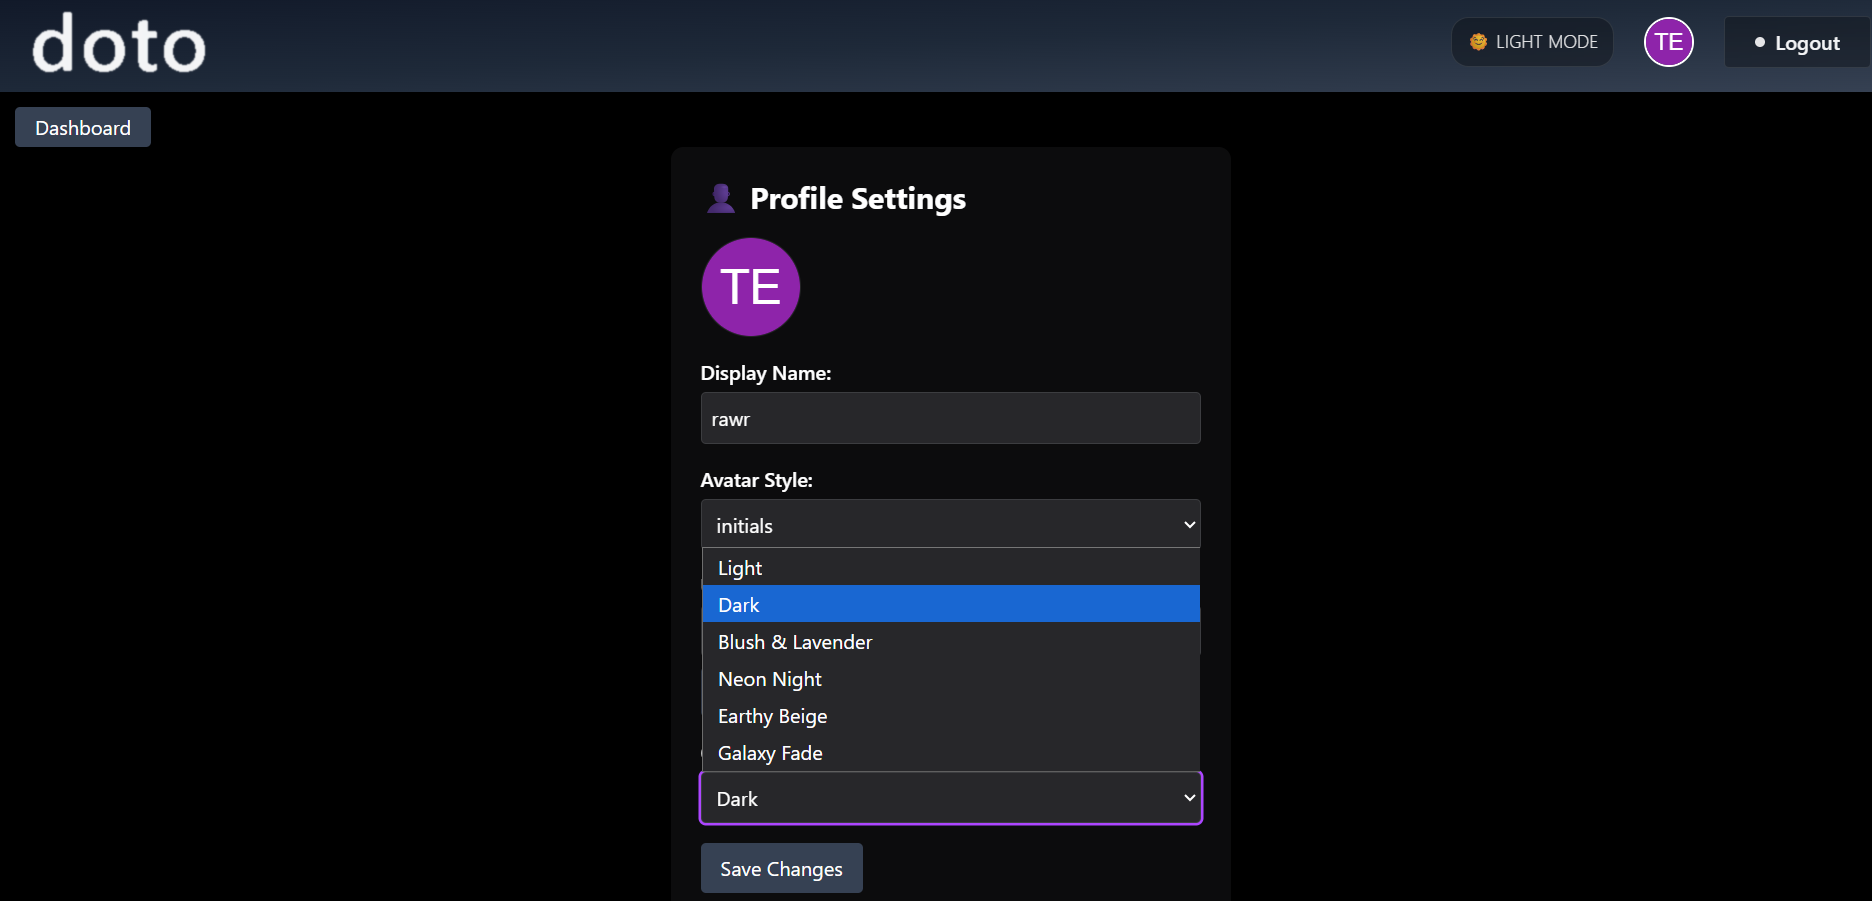 doto
LIGHT MODE
TE
Logout
Dashboard
Profile Settings
TE
Display Name:
rawr
Avatar Style:
initials
Light
Dark
Blush & Lavender
Neon Night
Earthy Beige
Galaxy Fade
Dark
Save Changes